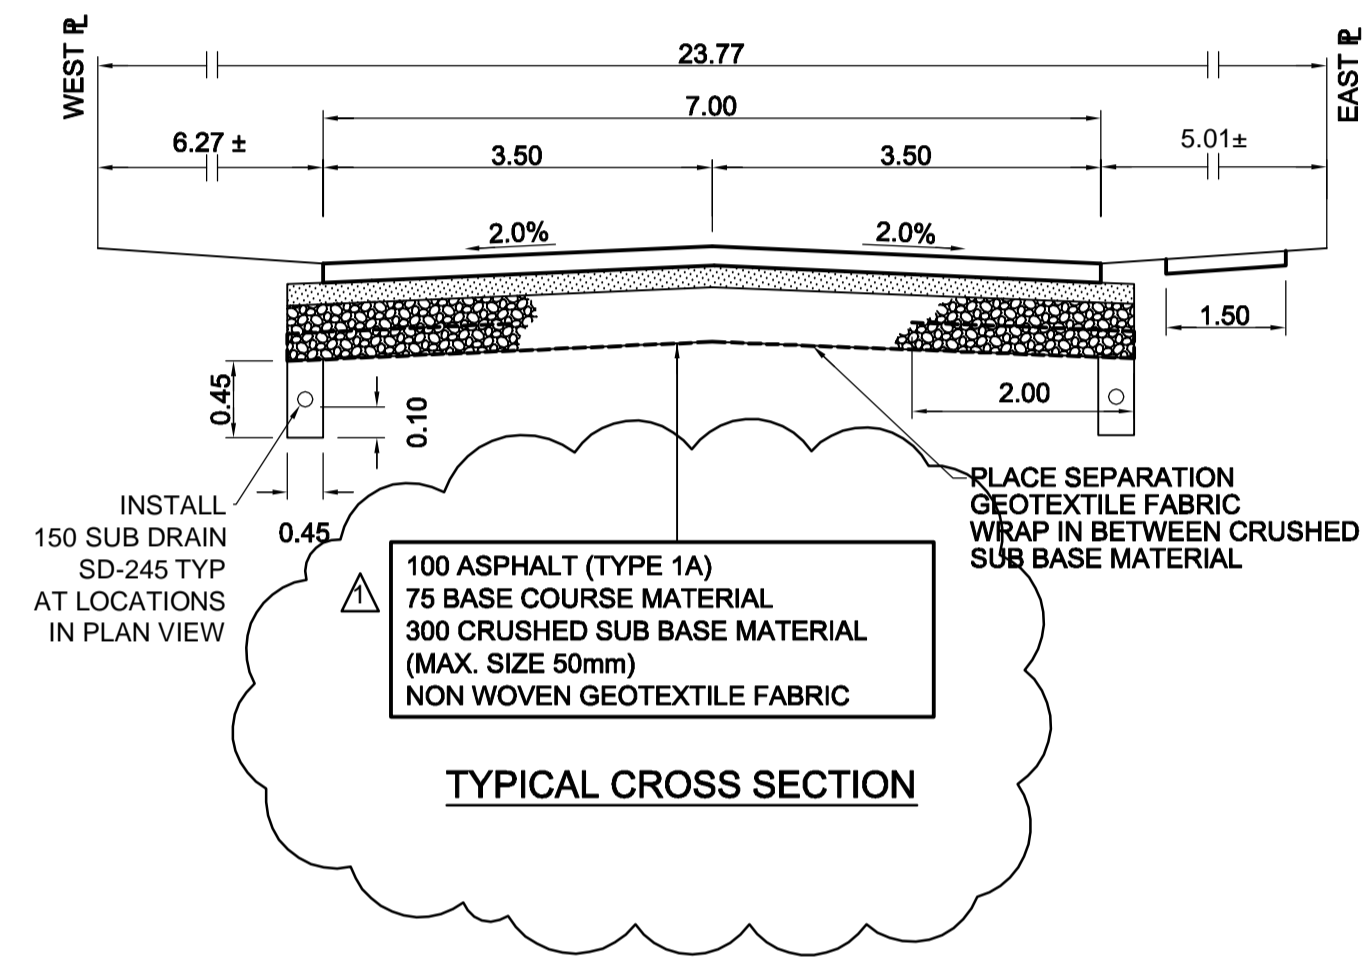 WEST ⅊
EAST ⅊
23.77
7.00
6.27 ±
3.50
3.50
5.01±
2.0%
2.0%
1.50
0.45
0.10
2.00
0.45
INSTALL
150 SUB DRAIN
SD-245 TYP
AT LOCATIONS
IN PLAN VIEW
PLACE SEPARATION
GEOTEXTILE FABRIC
WRAP IN BETWEEN CRUSHED
SUB BASE MATERIAL
1
100 ASPHALT (TYPE 1A)
75 BASE COURSE MATERIAL
300 CRUSHED SUB BASE MATERIAL
(MAX. SIZE 50mm)
NON WOVEN GEOTEXTILE FABRIC
TYPICAL CROSS SECTION